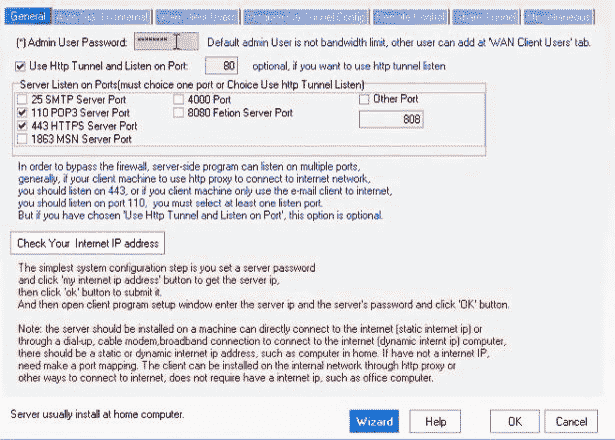 General
(*) Admin User Password: ********
Default admin User is not bandwidth limit, other user can add at 'WAN Client Users' tab.
Use Http Tunnel and Listen on Port: 80 optional, if you want to use http tunnel listen
Server Listen on Ports(must choice one port or Choice Use http Tunnel Listen)
25 SMTP Server Port 4000 Port Other Port
110 POP3 Server Port 8080 Fetion Server Port 808
443 HTTPS Server Port
1863 MSN Server Port
In order to bypass the firewall, server-side program can listen on multiple ports,
generally, if your client machine to use http proxy to connect to internet network,
you should listen on 443, or if you client machine only use the e-mail client to internet,
you should listen on port 110, you must select at least one listen port.
But if you have chosen 'Use Http Tunnel and Listen on Port', this option is optional.
Check Your Internet IP address
The simplest system configuration step is you set a server password
and click 'my internet ip address' button to get the server ip,
then click 'ok' button to submit it.
And then open client program setup window enter the server ip and the server's password and click 'OK' button.
Note: the server should be installed on a machine can directly connect to the internet (static internet ip) or
through a dial-up, cable modem,broadband connection to connect to the internet (dynamic internt ip) computer,
there should be a static or dynamic internet ip address, such as computer in home. If have not a internet IP,
need make a port mapping. The client can be installed on the internal network through http proxy or
other ways to connect to internet, does not require have a internet ip, such as office computer.
Server usually install at home computer.
Wizard Help OK Cancel